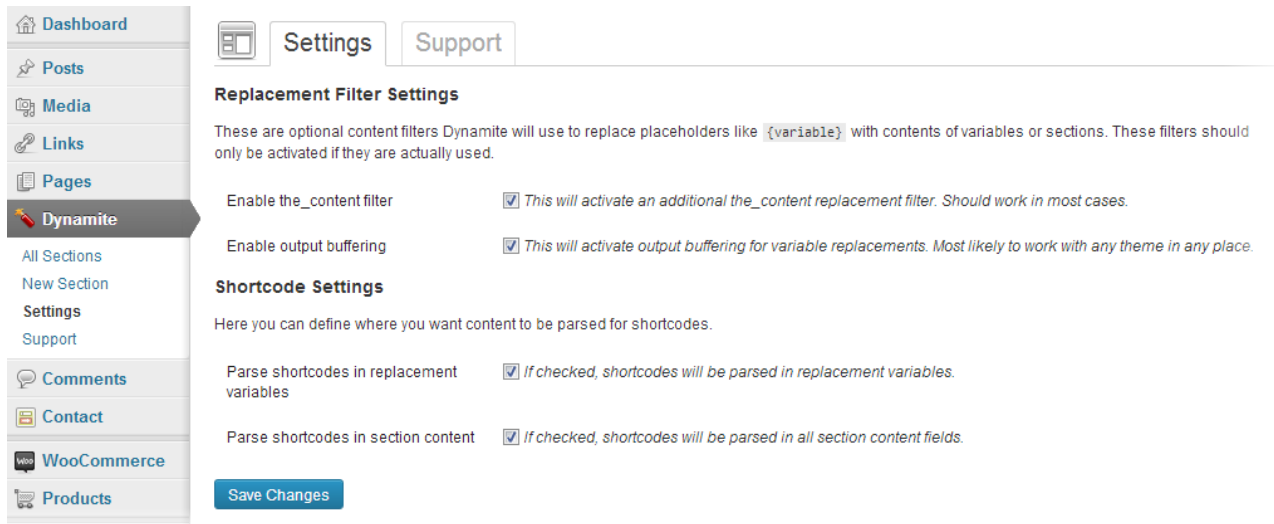 Dashboard
Posts
Media
Links
Pages
Dynamite
All Sections
New Section
Settings
Support
Comments
Contact
Woo
WooCommerce
Products
Settings
Support
Replacement Filter Settings
These are optional content filters Dynamite will use to replace placeholders like {variable} with contents of variables or sections. These filters should
only be activated if they are actually used.
Enable the_content filter
This will activate an additional the_content replacement filter. Should work in most cases.
Enable output buffering
This will activate output buffering for variable replacements. Most likely to work with any theme in any place.
Shortcode Settings
Here you can define where you want content to be parsed for shortcodes.
Parse shortcodes in replacement
variables
If checked, shortcodes will be parsed in replacement variables.
Parse shortcodes in section content
If checked, shortcodes will be parsed in all section content fields.
Save Changes